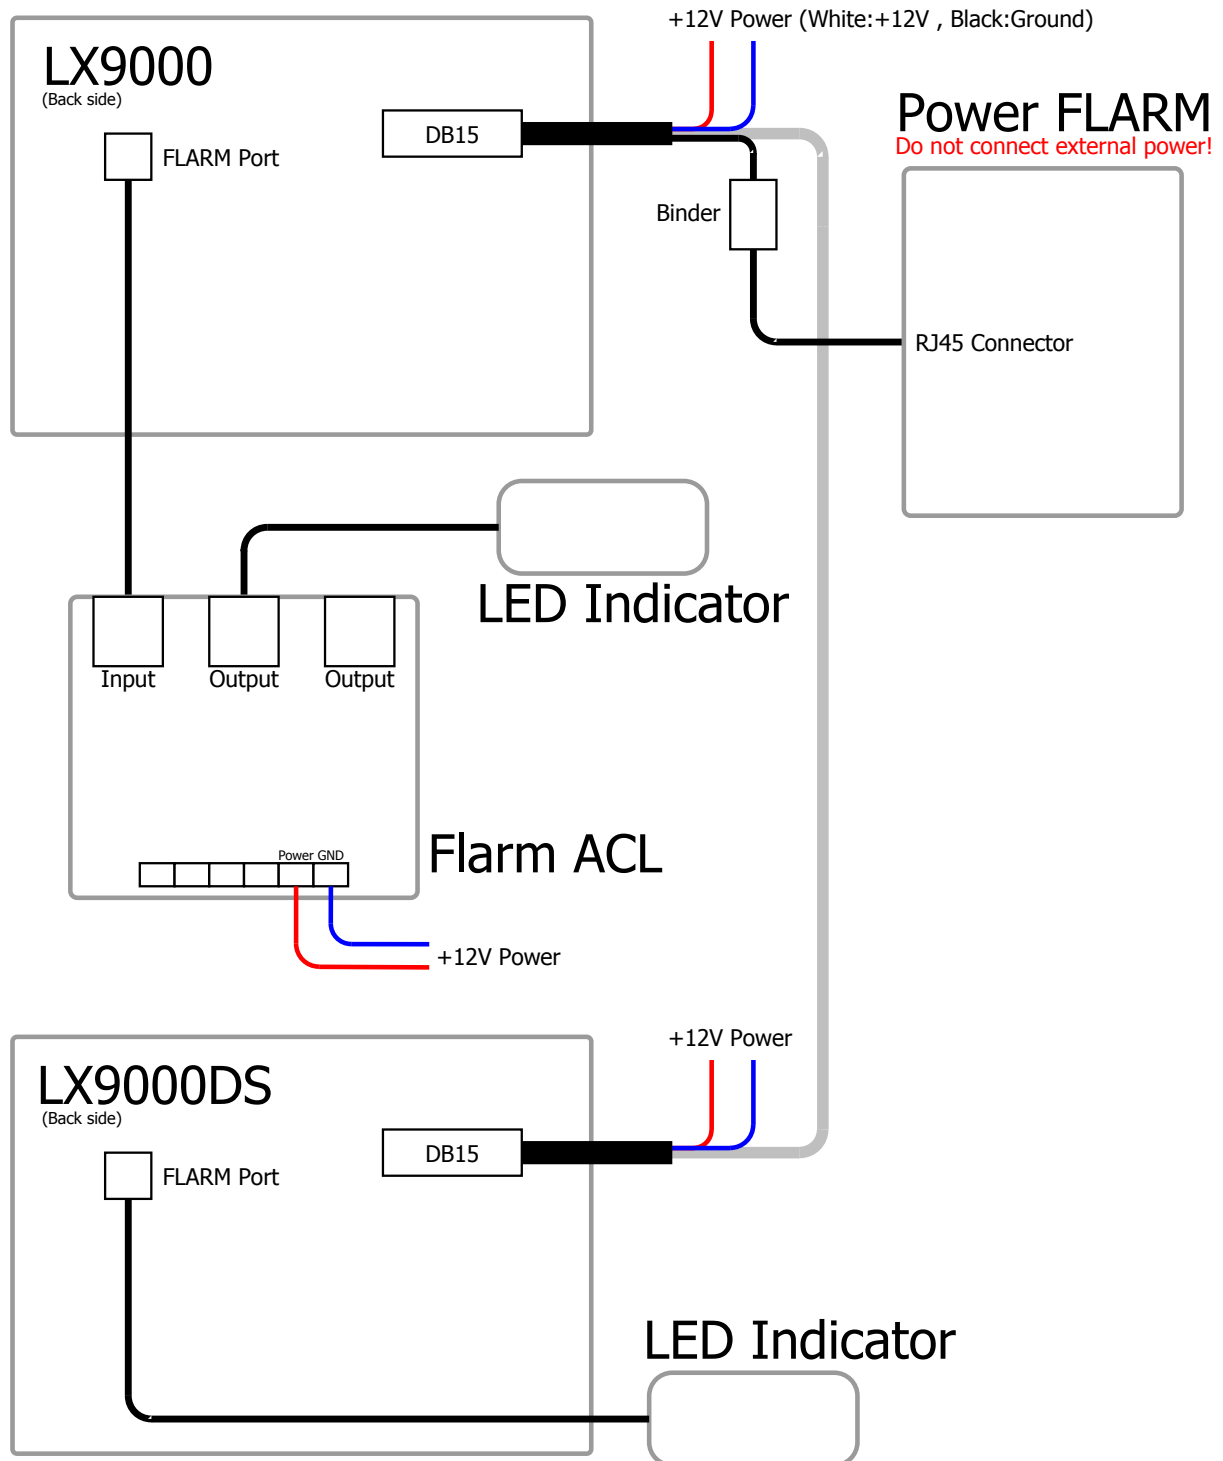 +12V Power (White:+12V , Black:Ground)
LX9000
(Back side)
DB15
FLARM Port
Power FLARM
Do not connect external power!
Binder
RJ45 Connector
LED Indicator
Input
Output
Output
Power GND
Flarm ACL
+12V Power
+12V Power
LX9000DS
(Back side)
DB15
FLARM Port
LED Indicator